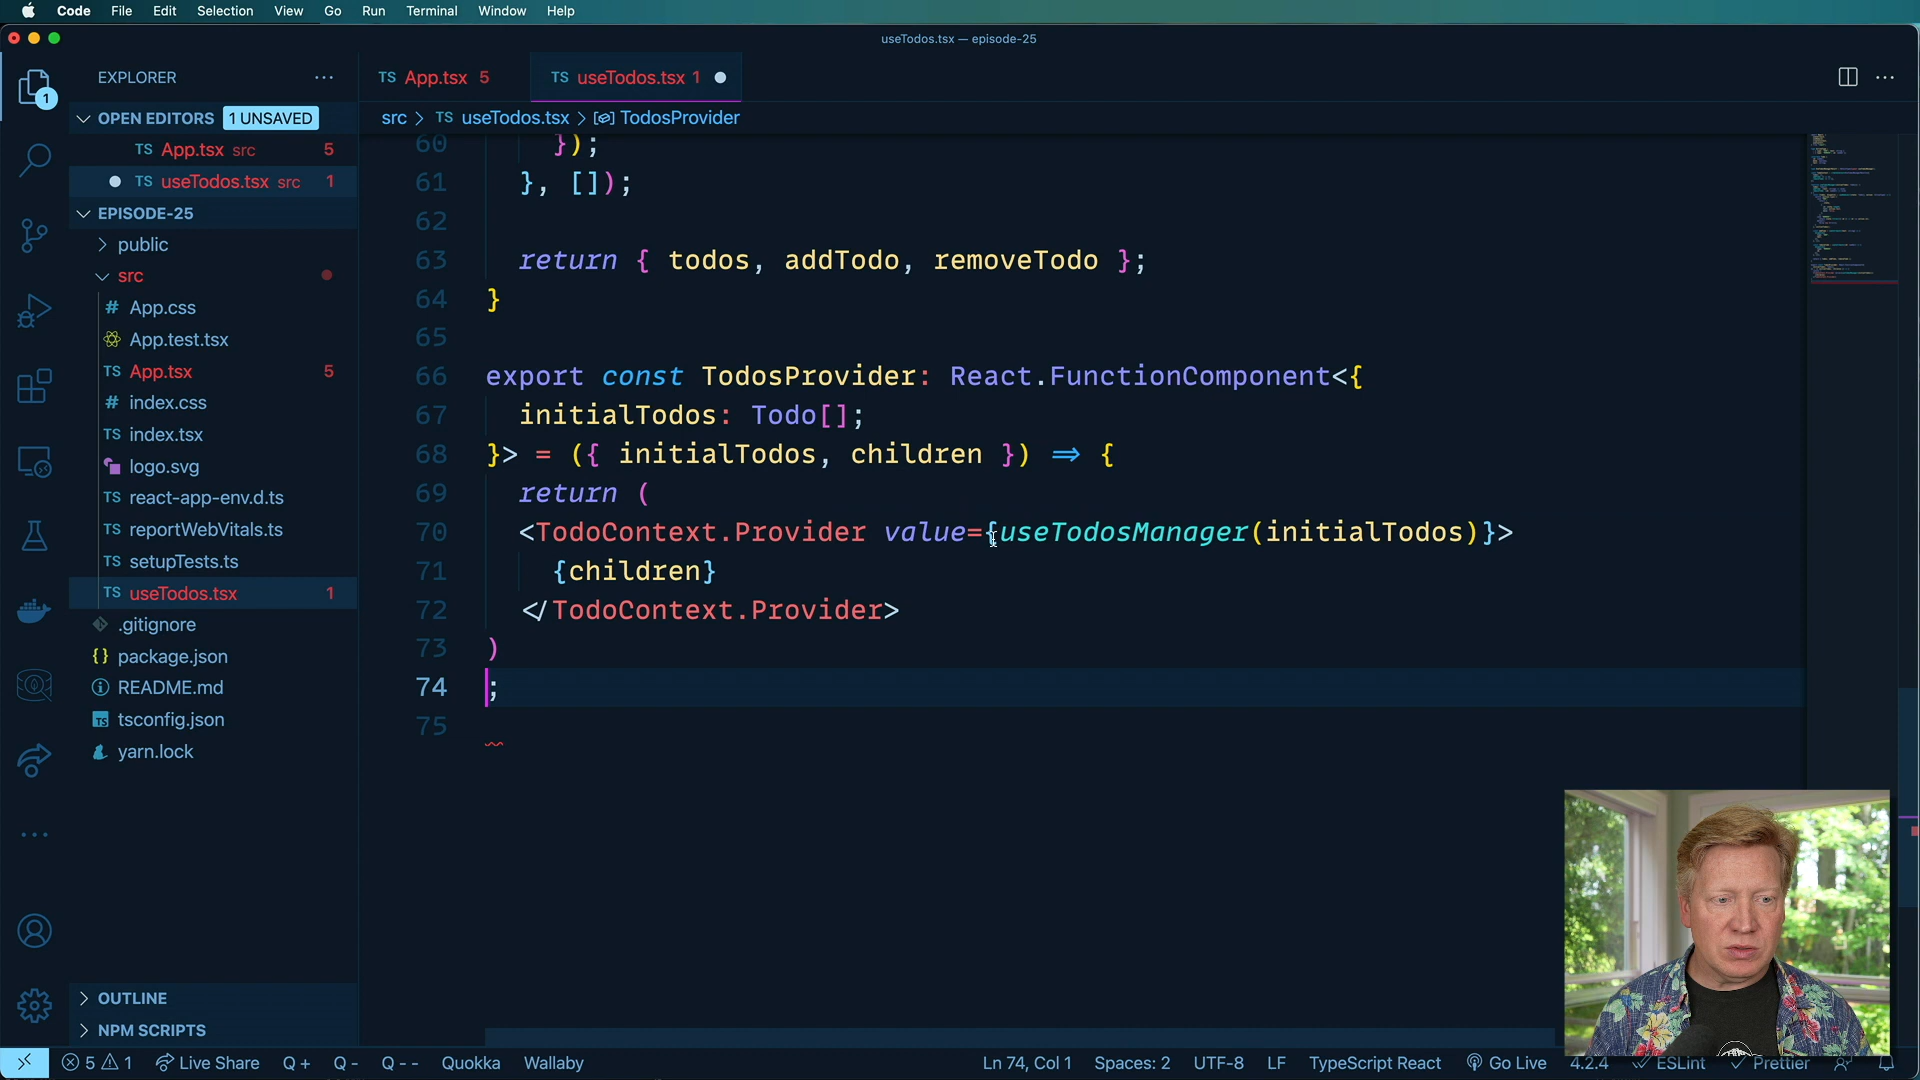 Code File Edit Selection View Go Run Terminal Window Help
useTodos.tsx — episode-25
EXPLORER
TS App.tsx 5
TS useTodos.tsx 1
OPEN EDITORS 1 UNSAVED
TS App.tsx src 5
TS useTodos.tsx src 1
EPISODE-25
public
src
# App.css
App.test.tsx
TS App.tsx 5
# index.css
TS index.tsx
logo.svg
TS react-app-env.d.ts
TS reportWebVitals.ts
TS setupTests.ts
TS useTodos.tsx 1
.gitignore
{} package.json
README.md
TS tsconfig.json
yarn.lock
OUTLINE
NPM SCRIPTS
1
src > TS useTodos.tsx > TodosProvider
60 });
61 }, []);
62
63 return { todos, addTodo, removeTodo };
64 }
65
66 export const TodosProvider: React.FunctionComponent<{
67 initialTodos: Todo[];
68 }> = ({ initialTodos, children }) => {
69 return (
70 <TodoContext.Provider value={useTodosManager(initialTodos)}>
71 {children}
72 </TodoContext.Provider>
73 )
74 ;
75
5 1 Live Share Q + Q - Q - - Quokka Wallaby
Ln 74, Col 1 Spaces: 2 UTF-8 LF TypeScript React Go Live 4.2.4 ESLint Prettier